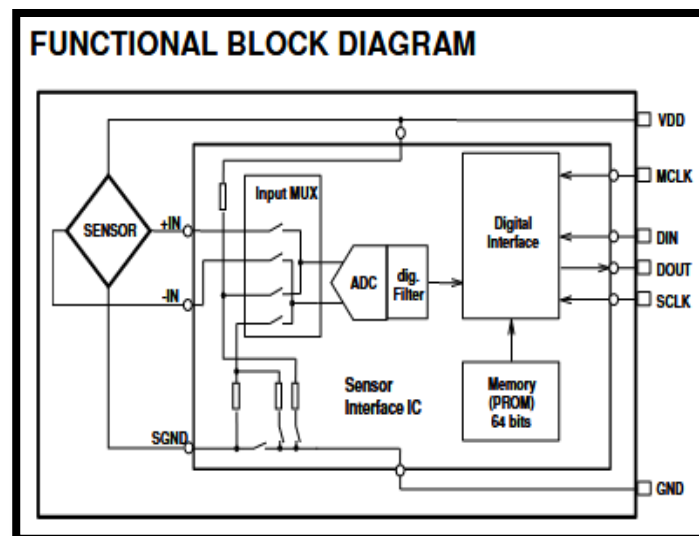 FUNCTIONAL BLOCK DIAGRAM
VDD
MCLK
Input MUX
+IN
SENSOR
Digital
Interface
DIN
DOUT
ADC
dig.
Filter
-IN
SCLK
Sensor
Interface IC
Memory
(PROM)
64 bits
SGND
GND